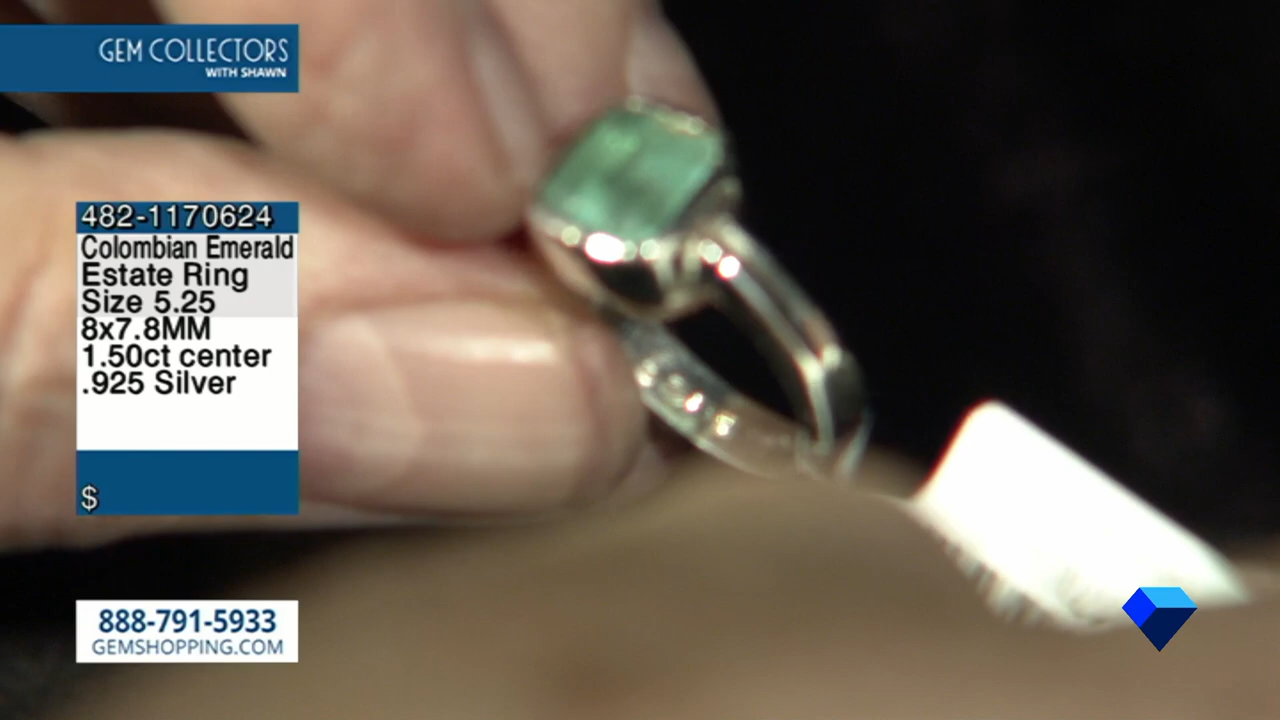 GEM COLLECTORS
WITH SHAWN
482-1170624
Colombian Emerald
Estate Ring
Size 5.25
8x7.8MM
1.50ct center
.925 Silver
$
888-791-5933
GEMSHOPPING.COM